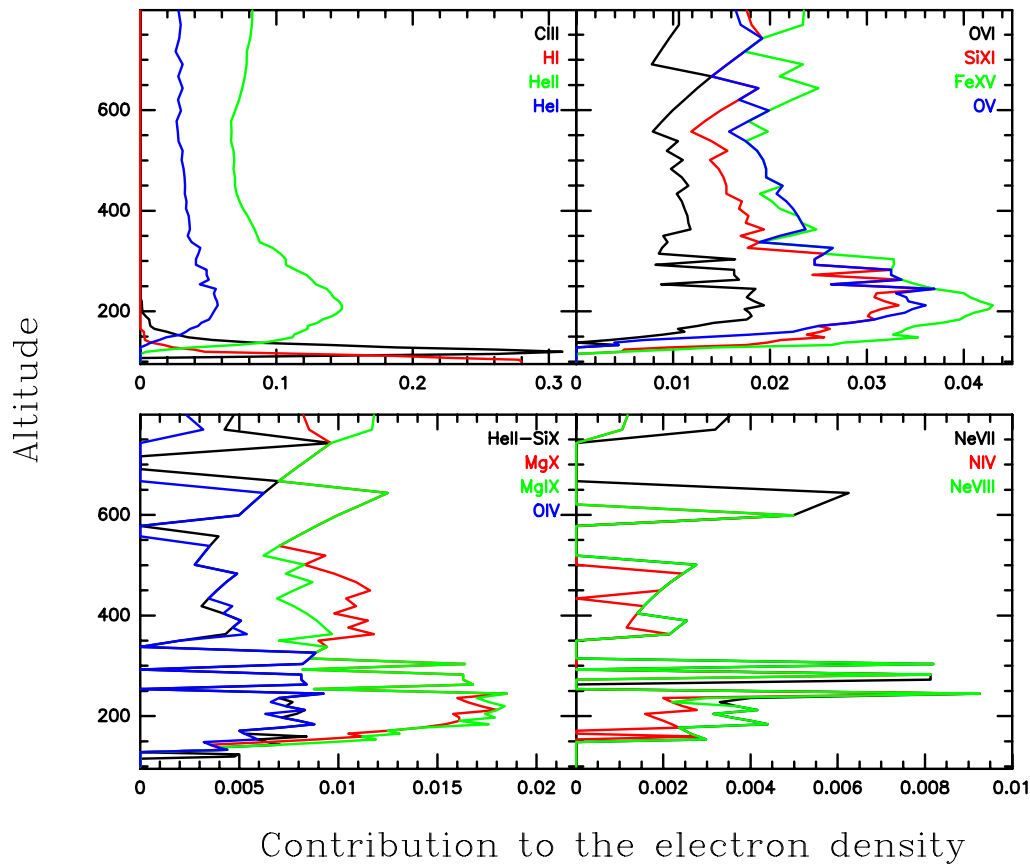 CIII
HI
HeII
HeI
OVI
SiXI
FeXV
OV
600
400
200
0
0.1
0.2
0.3
0
0.01
0.02
0.03
0.04
Altitude
HeII-SiX
MgX
MgIX
OIV
NeVII
NIV
NeVIII
600
400
200
0
0.005
0.01
0.015
0.02
0
0.002
0.004
0.006
0.008
0.01
Contribution to the electron density